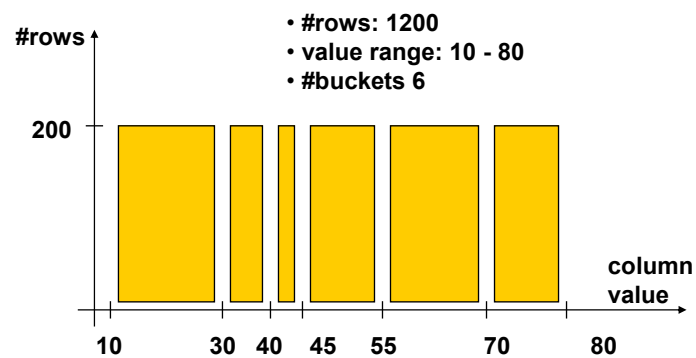 • #rows: 1200
#rows
• value range: 10 - 80
• #buckets 6
200
column
value
10 30 40 45 55 70 80